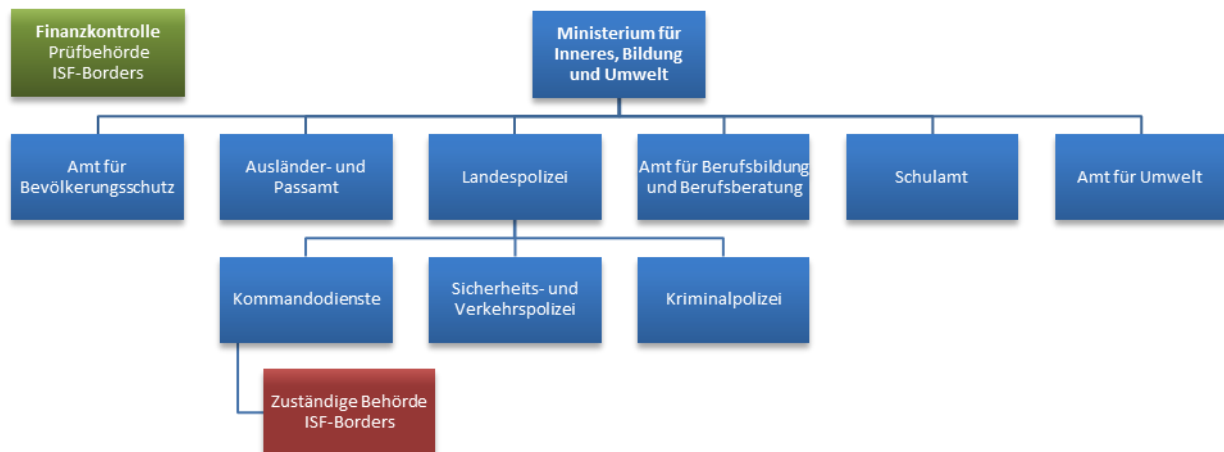 Finanzkontrolle
Prüfbehörde
ISF-Borders
Ministerium für
Inneres, Bildung
und Umwelt
Amt für
Bevölkerungsschutz
Ausländer- und
Passamt
Landespolizei
Amt für Berufsbildung
und Berufsberatung
Schulamt
Amt für Umwelt
Kommandodienste
Sicherheits- und
Verkehrspolizei
Kriminalpolizei
Zuständige Behörde
ISF-Borders